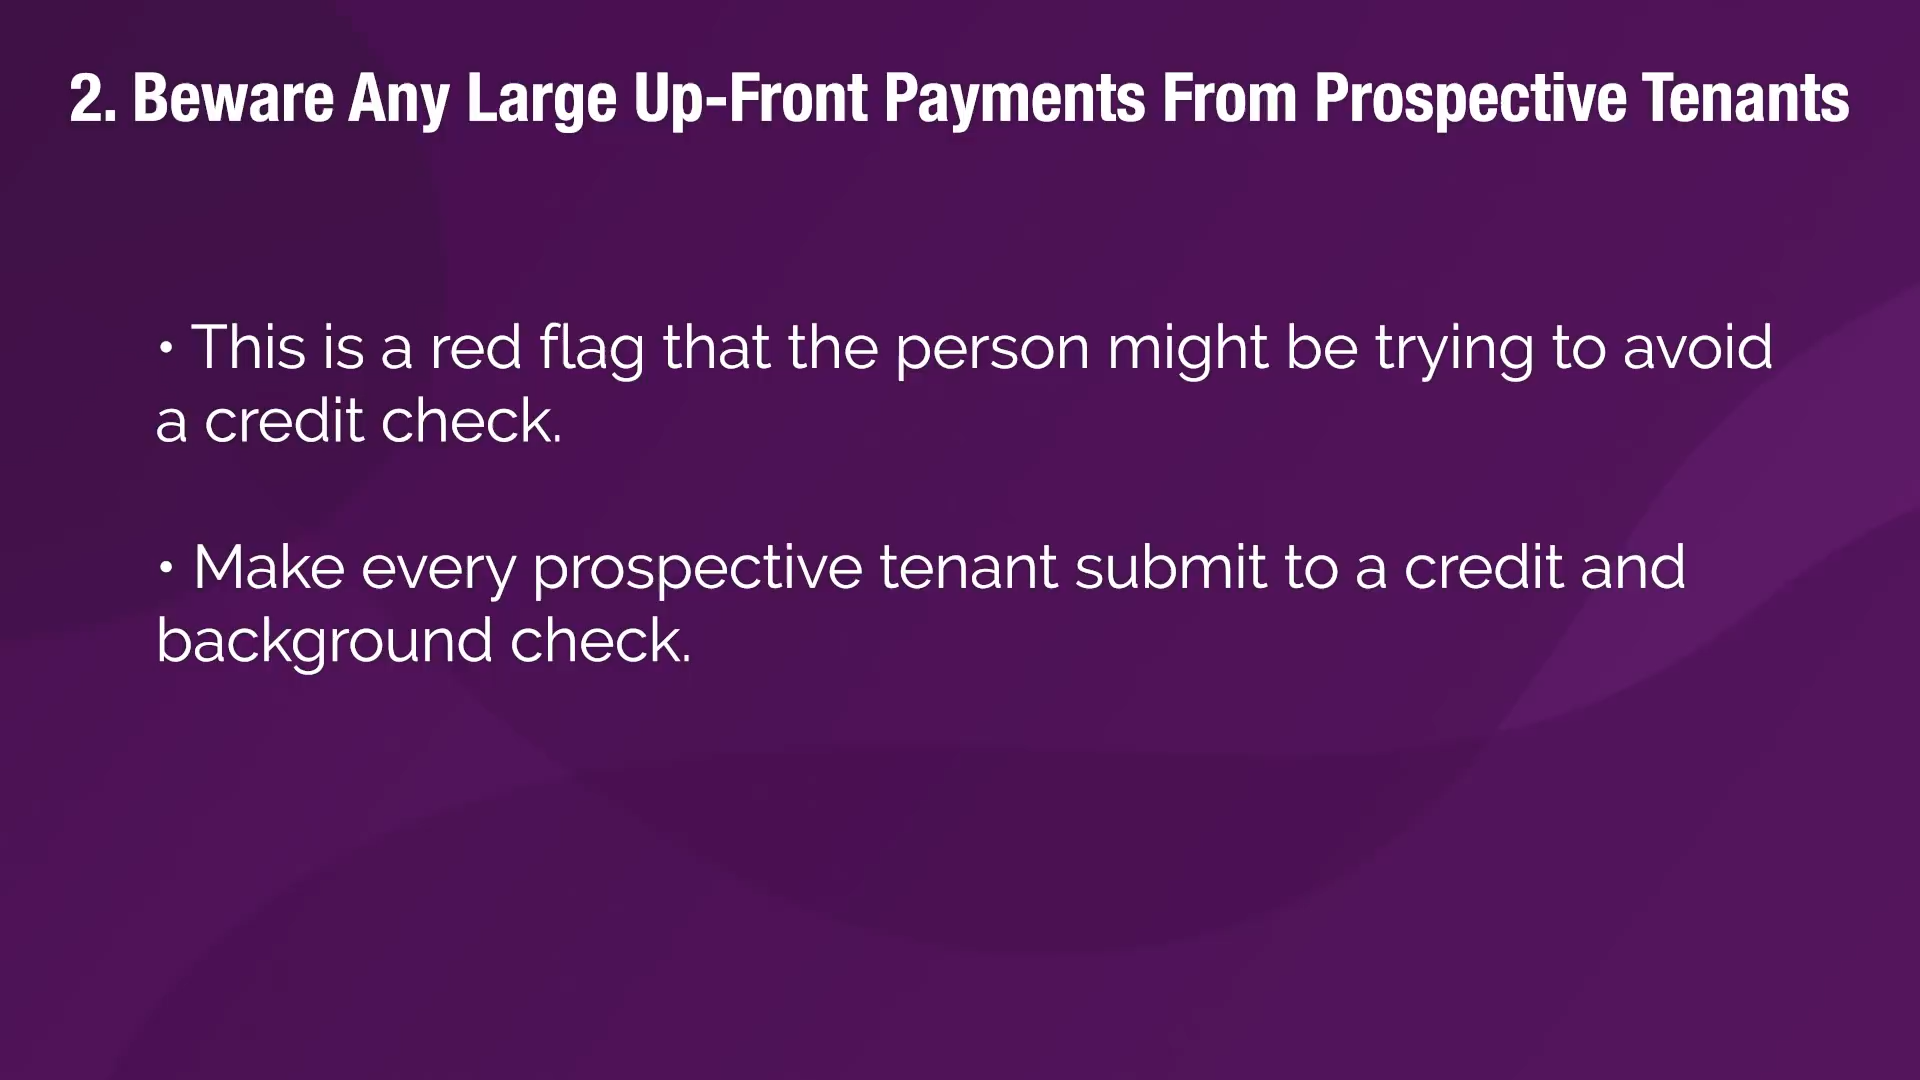 2. Beware Any Large Up-Front Payments From Prospective Tenants
• This is a red flag that the person might be trying to avoid
a credit check.
• Make every prospective tenant submit to a credit and
background check.